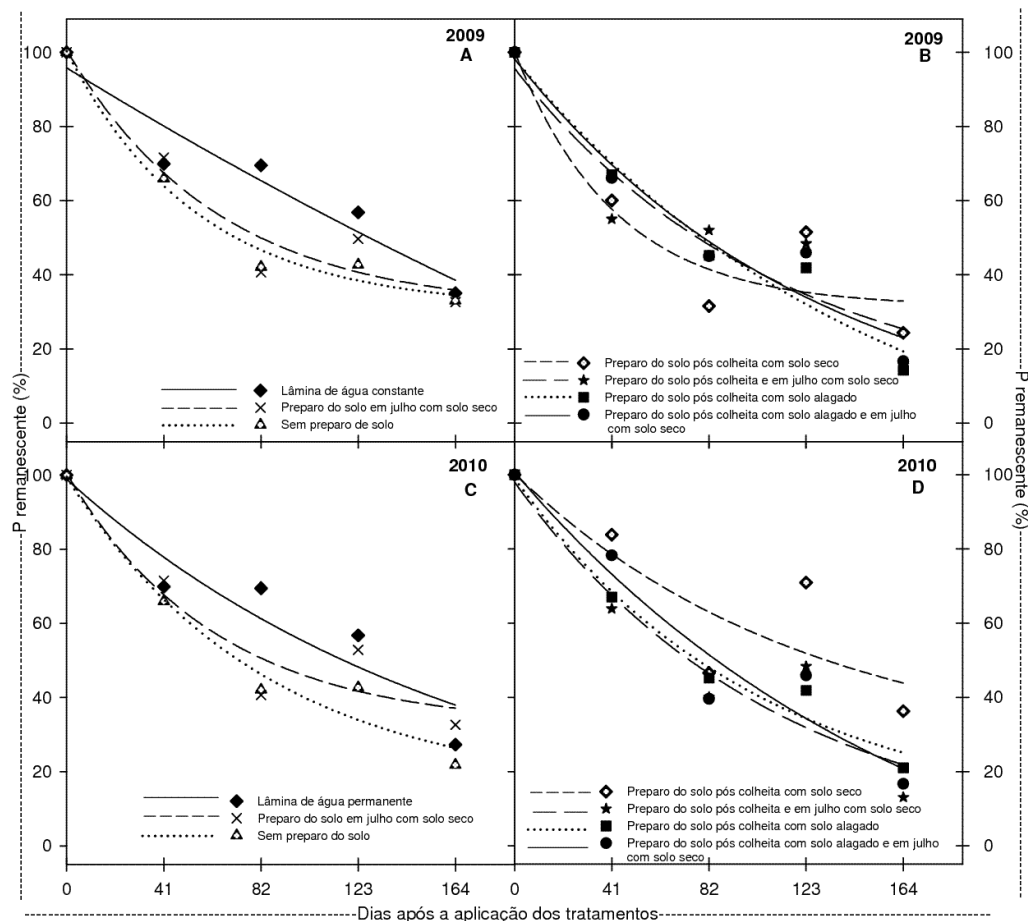 2009
A
100
80
60
40
20
0
Lâmina de água constante
Preparo do solo em julho com solo seco
Sem preparo de solo
2009
B
100
80
60
40
20
0
Preparo do solo pós colheita com solo seco
Preparo do solo pós colheita e em julho com solo seco
Preparo do solo pós colheita com solo alagado
Preparo do solo pós colheita com solo alagado e em julho
com solo seco
P remanescente (%)
P remanescente (%)
2010
C
100
80
60
40
20
0
Lâmina de água permanente
Preparo do solo em julho com solo seco
Sem preparo do solo
0 41 82 123 164
2010
D
100
80
60
40
20
0
Preparo do solo pós colheita com solo seco
Preparo do solo pós colheita e em julho com solo seco
Preparo do solo pós colheita com solo alagado
Preparo do solo pós colheita com solo alagado e em julho
com solo seco
0 41 82 123 164
Dias após a aplicação dos tratamentos